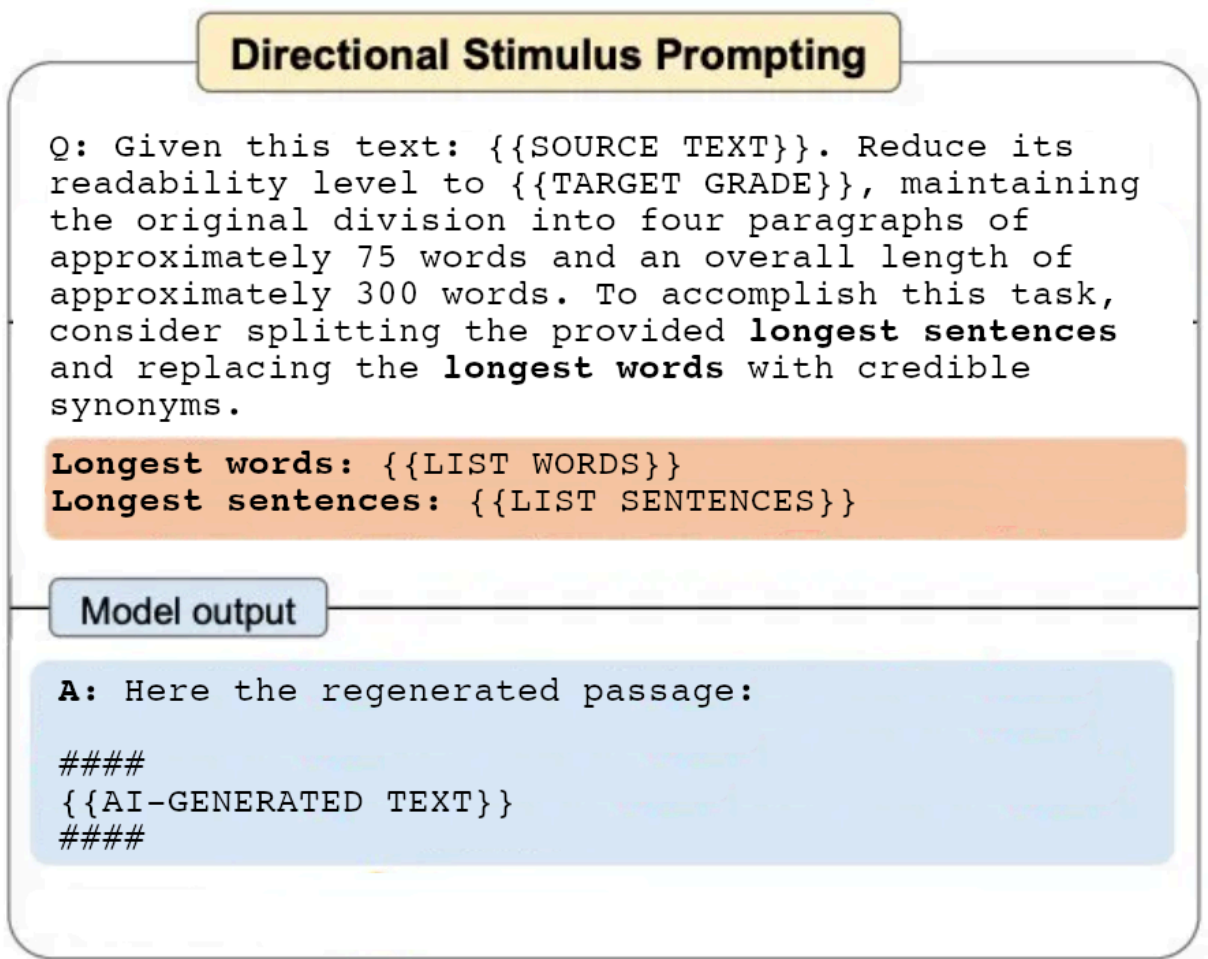 Directional Stimulus Prompting
Q: Given this text: {{SOURCE TEXT}}. Reduce its
readability level to {{TARGET GRADE}}, maintaining
the original division into four paragraphs of
approximately 75 words and an overall length of
approximately 300 words. To accomplish this task,
consider splitting the provided longest sentences
and replacing the longest words with credible
synonyms.
Longest words: {{LIST WORDS}}
Longest sentences: {{LIST SENTENCES}}
Model output
A: Here the regenerated passage:
####
{{AI-GENERATED TEXT}}
####